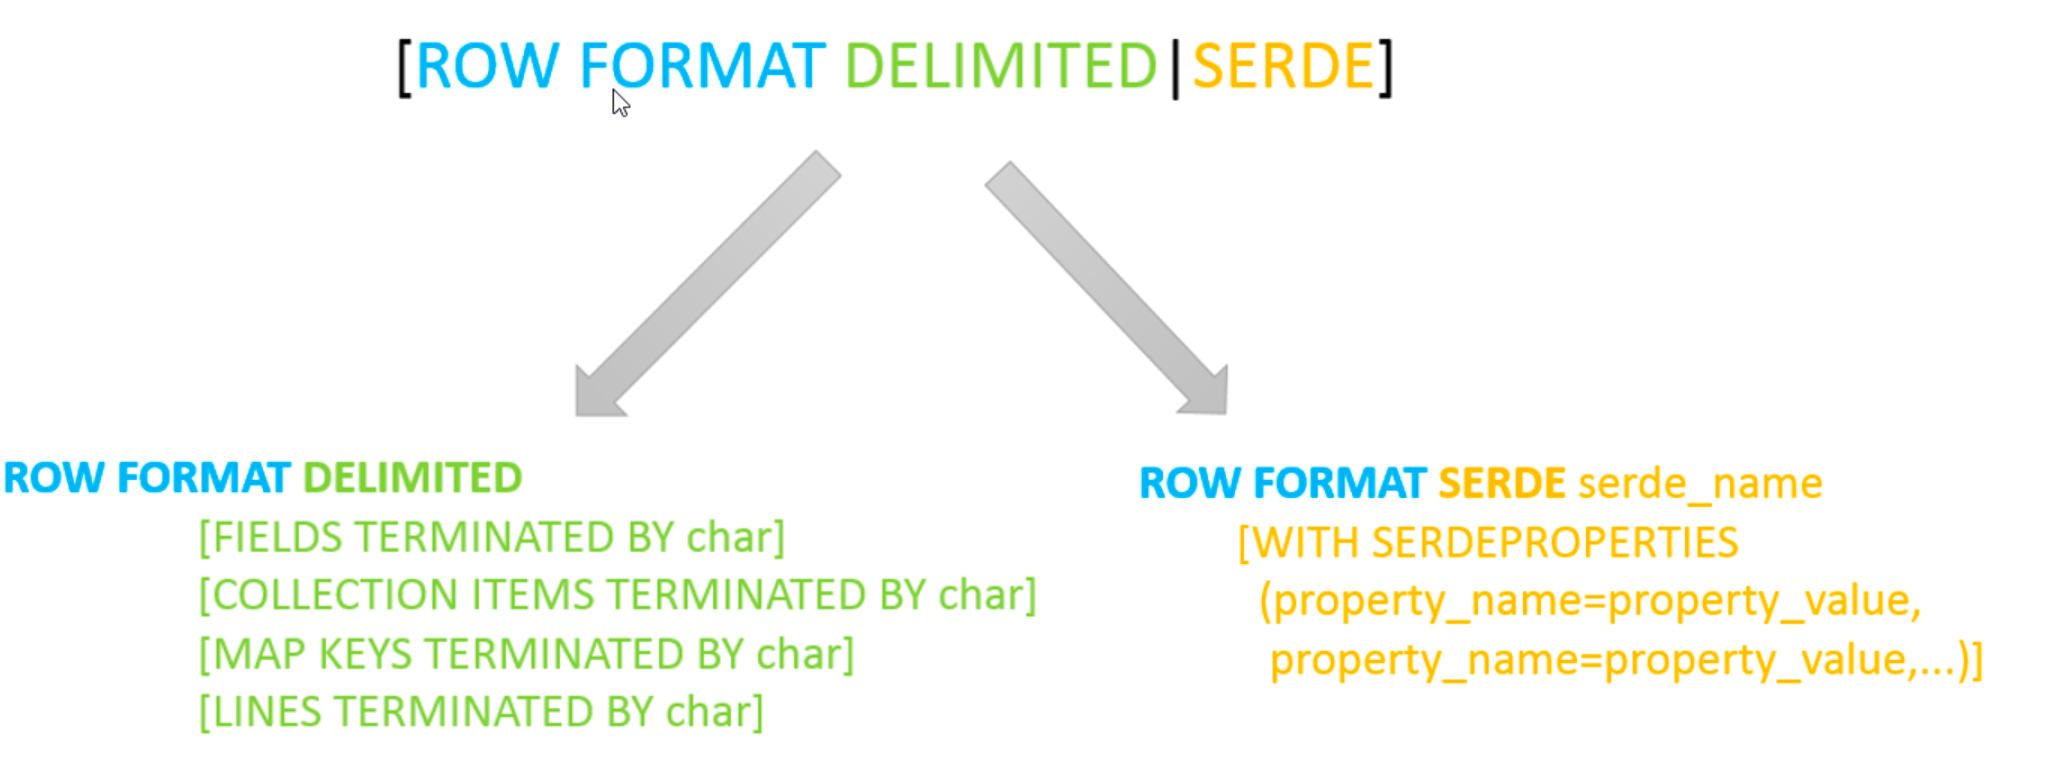 [ROW FORMAT DELIMITED|SERDE]
ROW FORMAT DELIMITED
[FIELDS TERMINATED BY char]
[COLLECTION ITEMS TERMINATED BY char]
[MAP KEYS TERMINATED BY char]
[LINES TERMINATED BY char]
ROW FORMAT SERDE serde_name
[WITH SERDEPROPERTIES
(property_name=property_value,
property_name=property_value,...)]